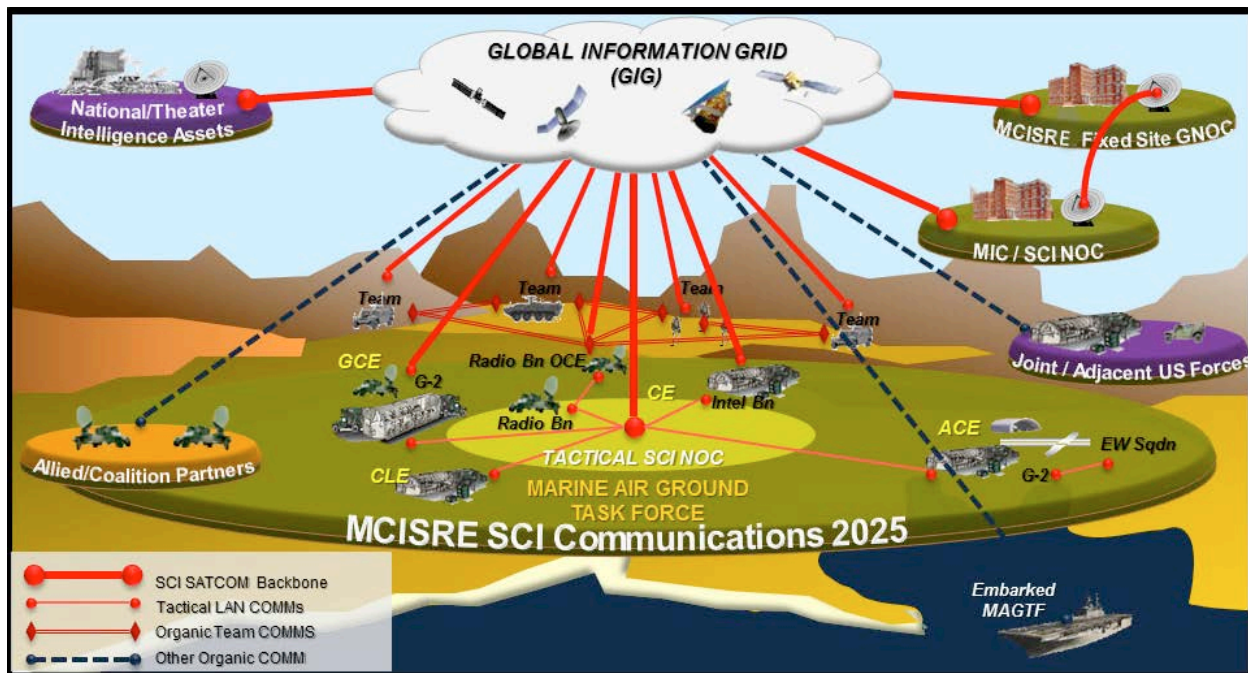 GLOBAL INFORMATION GRID
(GIG)
National/Theater
Intelligence Assets
MCISRE Fixed Site GNOC
MIC / SCI NOC
Team
Team
Team
Team
GCE
G-2
Radio Bn OCE
CE
Intel Bn
Radio Bn
Joint / Adjacent US Forces
ACE
EW Sqdn
G-2
Allied/Coalition Partners
CLE
TACTICAL SCI NOC
MARINE AIR GROUND
TASK FORCE
MCISRE SCI Communications 2025
SCI SATCOM Backbone
Tactical LAN COMMs
Organic Team COMMS
Other Organic COMM
Embarked
MAGTF